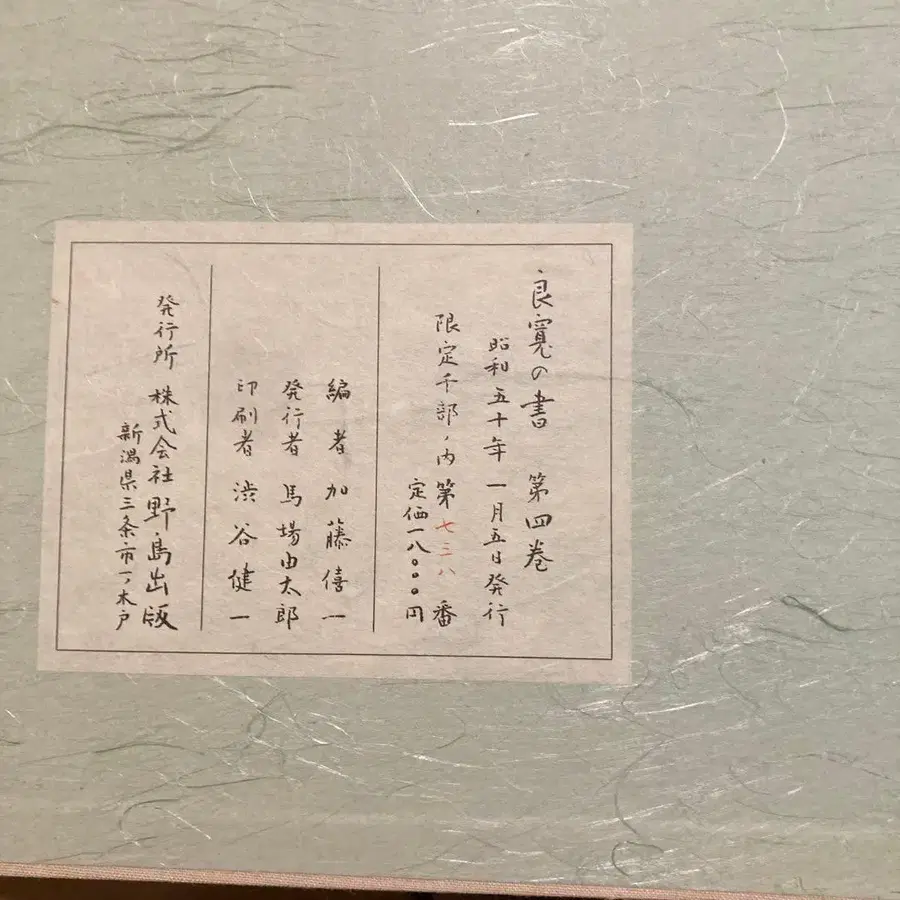 良寛の書 第四巻
昭和五十年一月五日発行
限定千部ノ内第七三八番
定価一八〇〇〇円
編者 加藤僖一
発行者 馬場由太郎
印刷者 渋谷健一
発行所 株式会社野島出版
新潟県三条市一ノ木戸